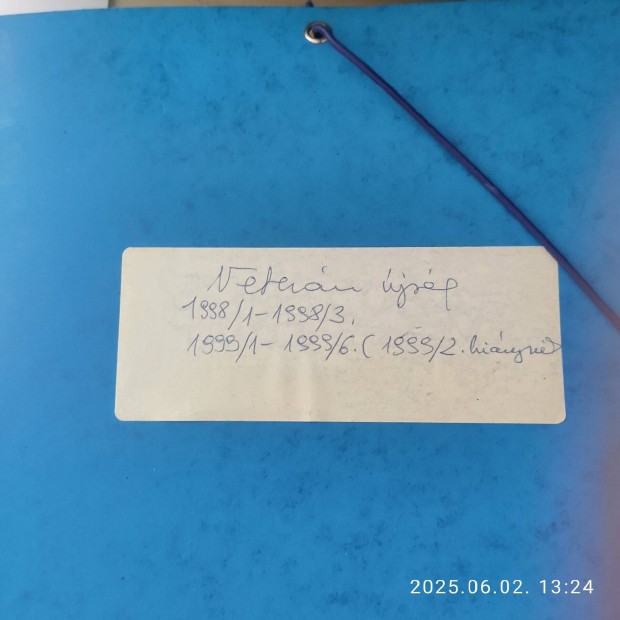 Veterán újság
1998/1-1998/3.
1999/1-1999/6. (1999/2. hiányzik)
2025.06.02. 13:24